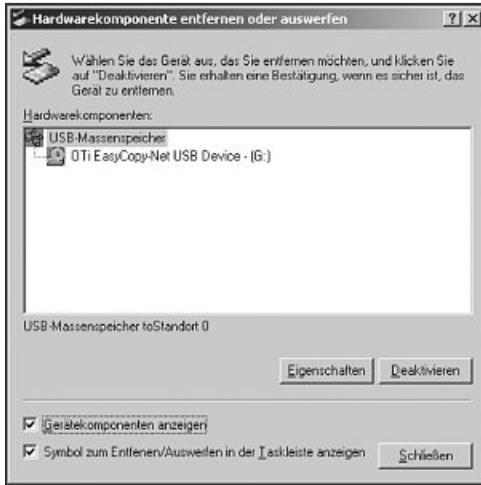 Hardwarekomponente entfernen oder auswerfen
Wählen Sie das Gerät aus, das Sie entfernen möchten, und klicken Sie
auf "Deaktivieren". Sie erhalten eine Bestätigung, wenn es sicher ist, das
Gerät zu entfernen.
Hardwarekomponenten:
USB-Massenspeicher
OTi EasyCopy-Net USB Device - (G:)
USB-Massenspeicher toStandort 0
Eigenschaften
Deaktivieren
Gerätekomponenten anzeigen
Symbol zum Entfenen/Auswerfen in der Taskleiste anzeigen
Schließen